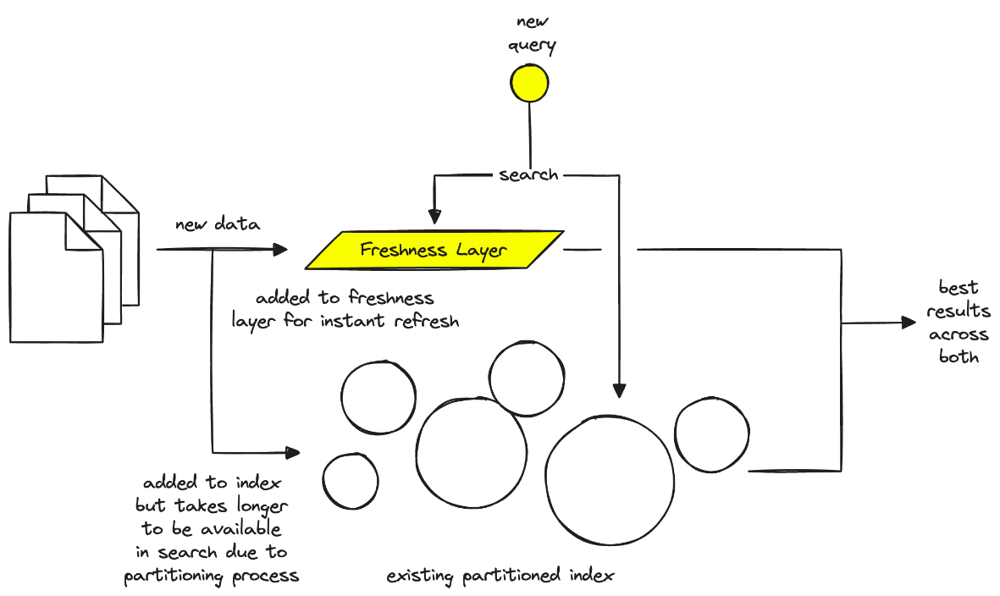 new
query
search
new data
Freshness Layer
added to freshness
layer for instant refresh
best
results
across
both
added to index
but takes longer
to be available
in search due to
partitioning process
existing partitioned index